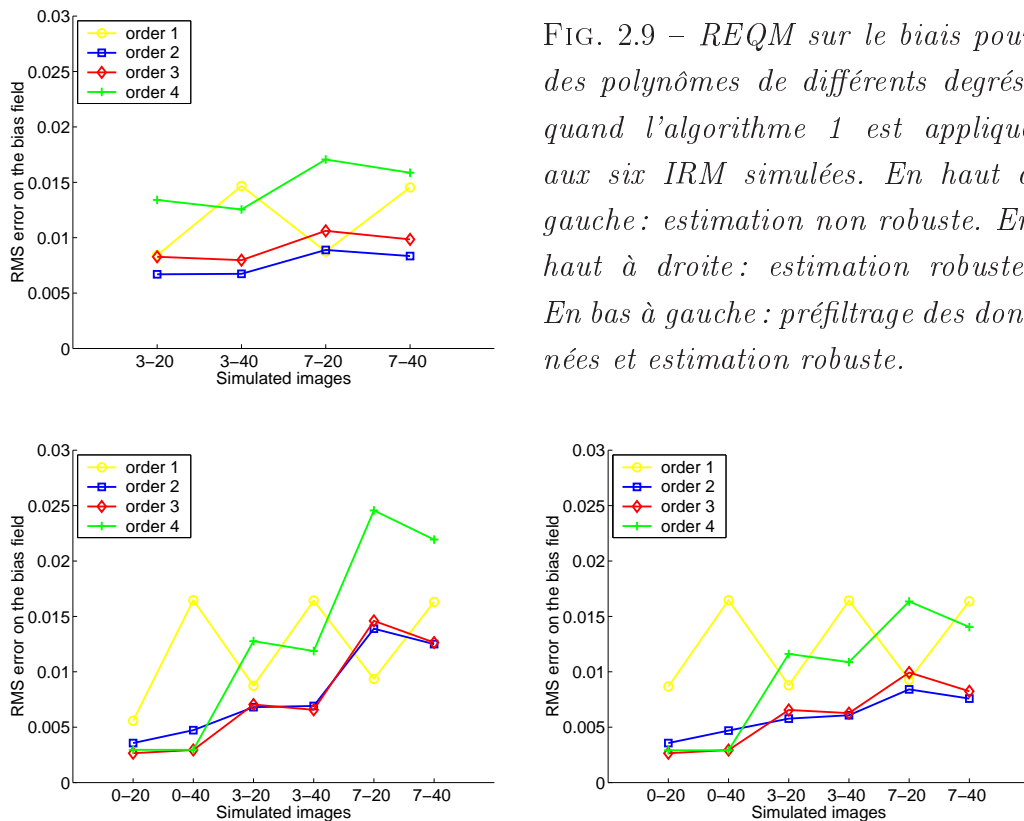 0.03
0.025
0.02
0.015
0.01
0.005
0
RMS error on the bias field
order 1
order 2
order 3
order 4
3–20 3–40 7–20 7–40
Simulated images
FIG. 2.9 – REQM sur le biais pour
des polynômes de différents degrés,
quand l'algorithme 1 est appliqué
aux six IRM simulées. En haut à
gauche : estimation non robuste. En
haut à droite : estimation robuste.
En bas à gauche : préfiltrage des don-
nées et estimation robuste.
0.03
0.025
0.02
0.015
0.01
0.005
0
RMS error on the bias field
order 1
order 2
order 3
order 4
0–20 0–40 3–20 3–40 7–20 7–40
Simulated images
0.03
0.025
0.02
0.015
0.01
0.005
0
RMS error on the bias field
order 1
order 2
order 3
order 4
0–20 0–40 3–20 3–40 7–20 7–40
Simulated images